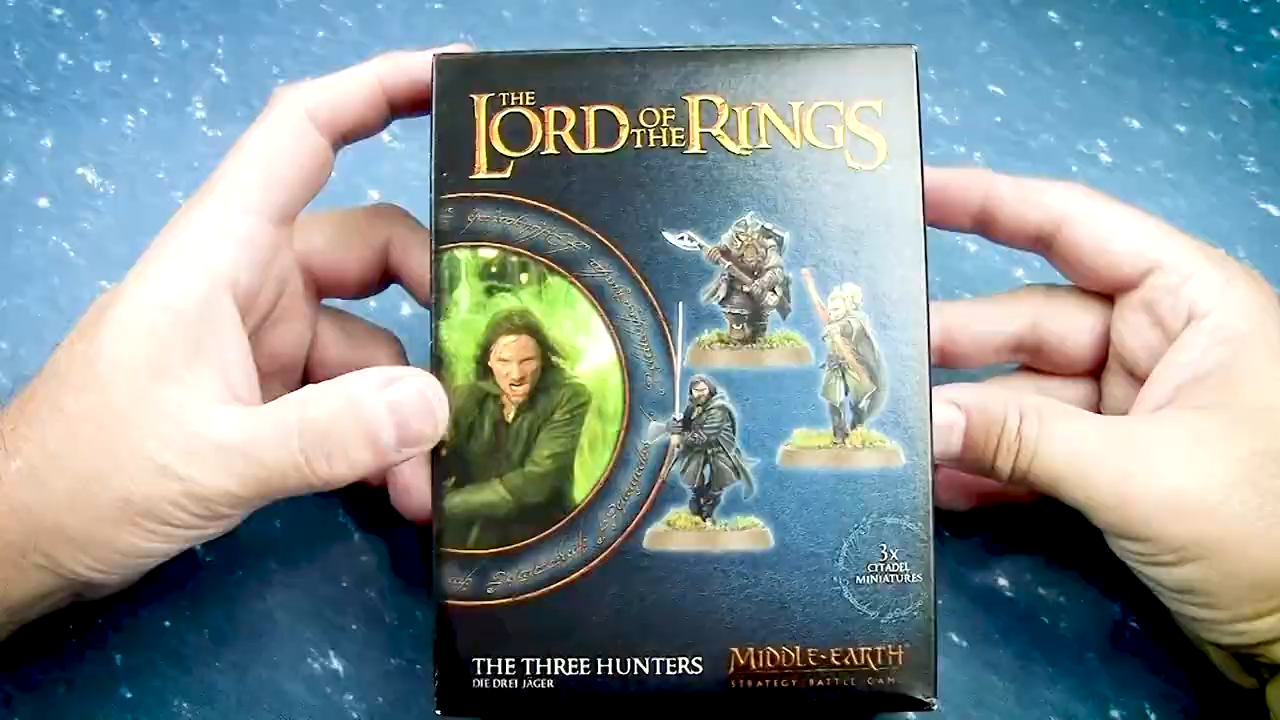 THE LORD OF THE RINGS
3x
CITADEL
MINIATURES
THE THREE HUNTERS
DIE DREI JÄGER
MIDDLE-EARTH
STRATEGY BATTLE GAME